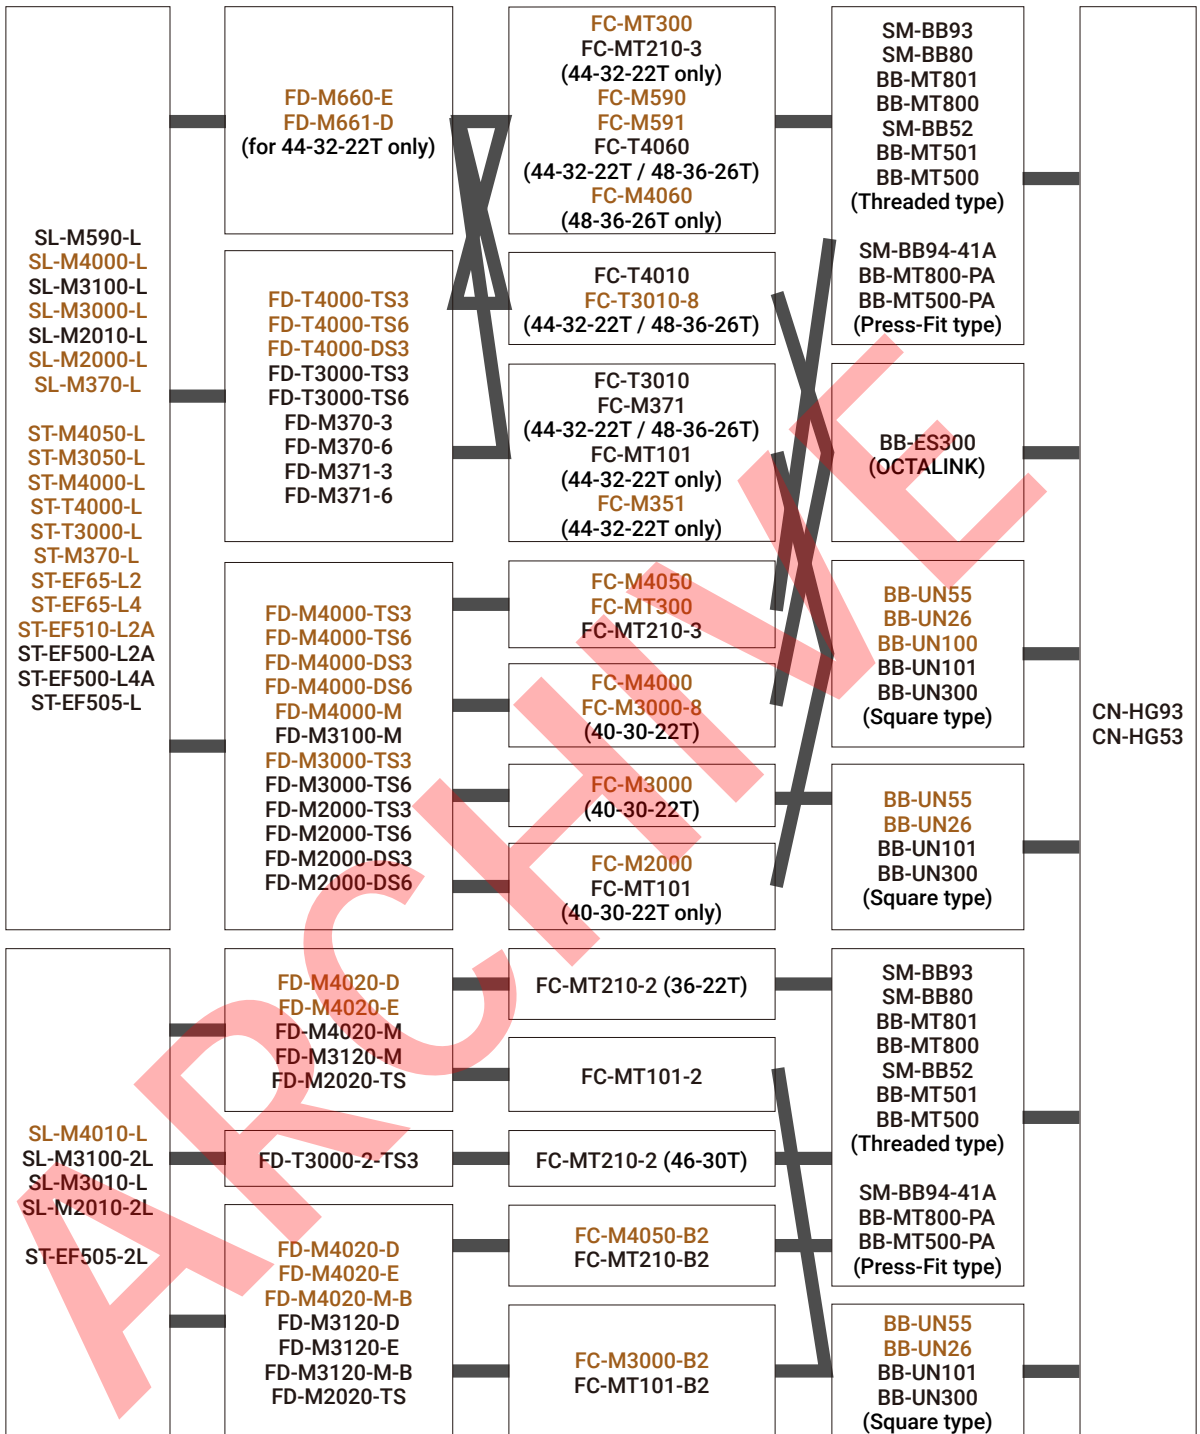 SL-M590-L
SL-M4000-L
SL-M3100-L
SL-M3000-L
SL-M2010-L
SL-M2000-L
SL-M370-L
ST-M4050-L
ST-M3050-L
ST-M4000-L
ST-T4000-L
ST-T3000-L
ST-M370-L
ST-EF65-L2
ST-EF65-L4
ST-EF510-L2A
ST-EF500-L2A
ST-EF500-L4A
ST-EF505-L
FD-M660-E
FD-M661-D
(for 44-32-22T only)
FD-T4000-TS3
FD-T4000-TS6
FD-T4000-DS3
FD-T3000-TS3
FD-T3000-TS6
FD-M370-3
FD-M370-6
FD-M371-3
FD-M371-6
FD-M4000-TS3
FD-M4000-TS6
FD-M4000-DS3
FD-M4000-DS6
FD-M4000-M
FD-M3100-M
FD-M3000-TS3
FD-M3000-TS6
FD-M2000-TS3
FD-M2000-TS6
FD-M2000-DS3
FD-M2000-DS6
FC-MT300
FC-MT210-3
(44-32-22T only)
FC-M590
FC-M591
FC-T4060
(44-32-22T / 48-36-26T)
FC-M4060
(48-36-26T only)
FC-T4010
FC-T3010-8
(44-32-22T / 48-36-26T)
FC-T3010
FC-M371
(44-32-22T / 48-36-26T)
FC-MT101
(44-32-22T only)
FC-M351
(44-32-22T only)
FC-M4050
FC-MT300
FC-MT210-3
FC-M4000
FC-M3000-8
(40-30-22T)
FC-M3000
(40-30-22T)
FC-M2000
FC-MT101
(40-30-22T only)
SM-BB93
SM-BB80
BB-MT801
BB-MT800
SM-BB52
BB-MT501
BB-MT500
(Threaded type)
SM-BB94-41A
BB-MT800-PA
BB-MT500-PA
(Press-Fit type)
BB-ES300
(OCTALINK)
BB-UN55
BB-UN26
BB-UN100
BB-UN101
BB-UN300
(Square type)
BB-UN55
BB-UN26
BB-UN101
BB-UN300
(Square type)
CN-HG93
CN-HG53
SL-M4010-L
SL-M3100-2L
SL-M3010-L
SL-M2010-2L
ST-EF505-2L
FD-M4020-D
FD-M4020-E
FD-M4020-M
FD-M3120-M
FD-M2020-TS
FD-T3000-2-TS3
FD-M4020-D
FD-M4020-E
FD-M4020-M-B
FD-M3120-D
FD-M3120-E
FD-M3120-M-B
FD-M2020-TS
FC-MT210-2 (36-22T)
FC-MT101-2
FC-MT210-2 (46-30T)
FC-M4050-B2
FC-MT210-B2
FC-M3000-B2
FC-MT101-B2
SM-BB93
SM-BB80
BB-MT801
BB-MT800
SM-BB52
BB-MT501
BB-MT500
(Threaded type)
SM-BB94-41A
BB-MT800-PA
BB-MT500-PA
(Press-Fit type)
BB-UN55
BB-UN26
BB-UN101
BB-UN300
(Square type)
ARCHIVE